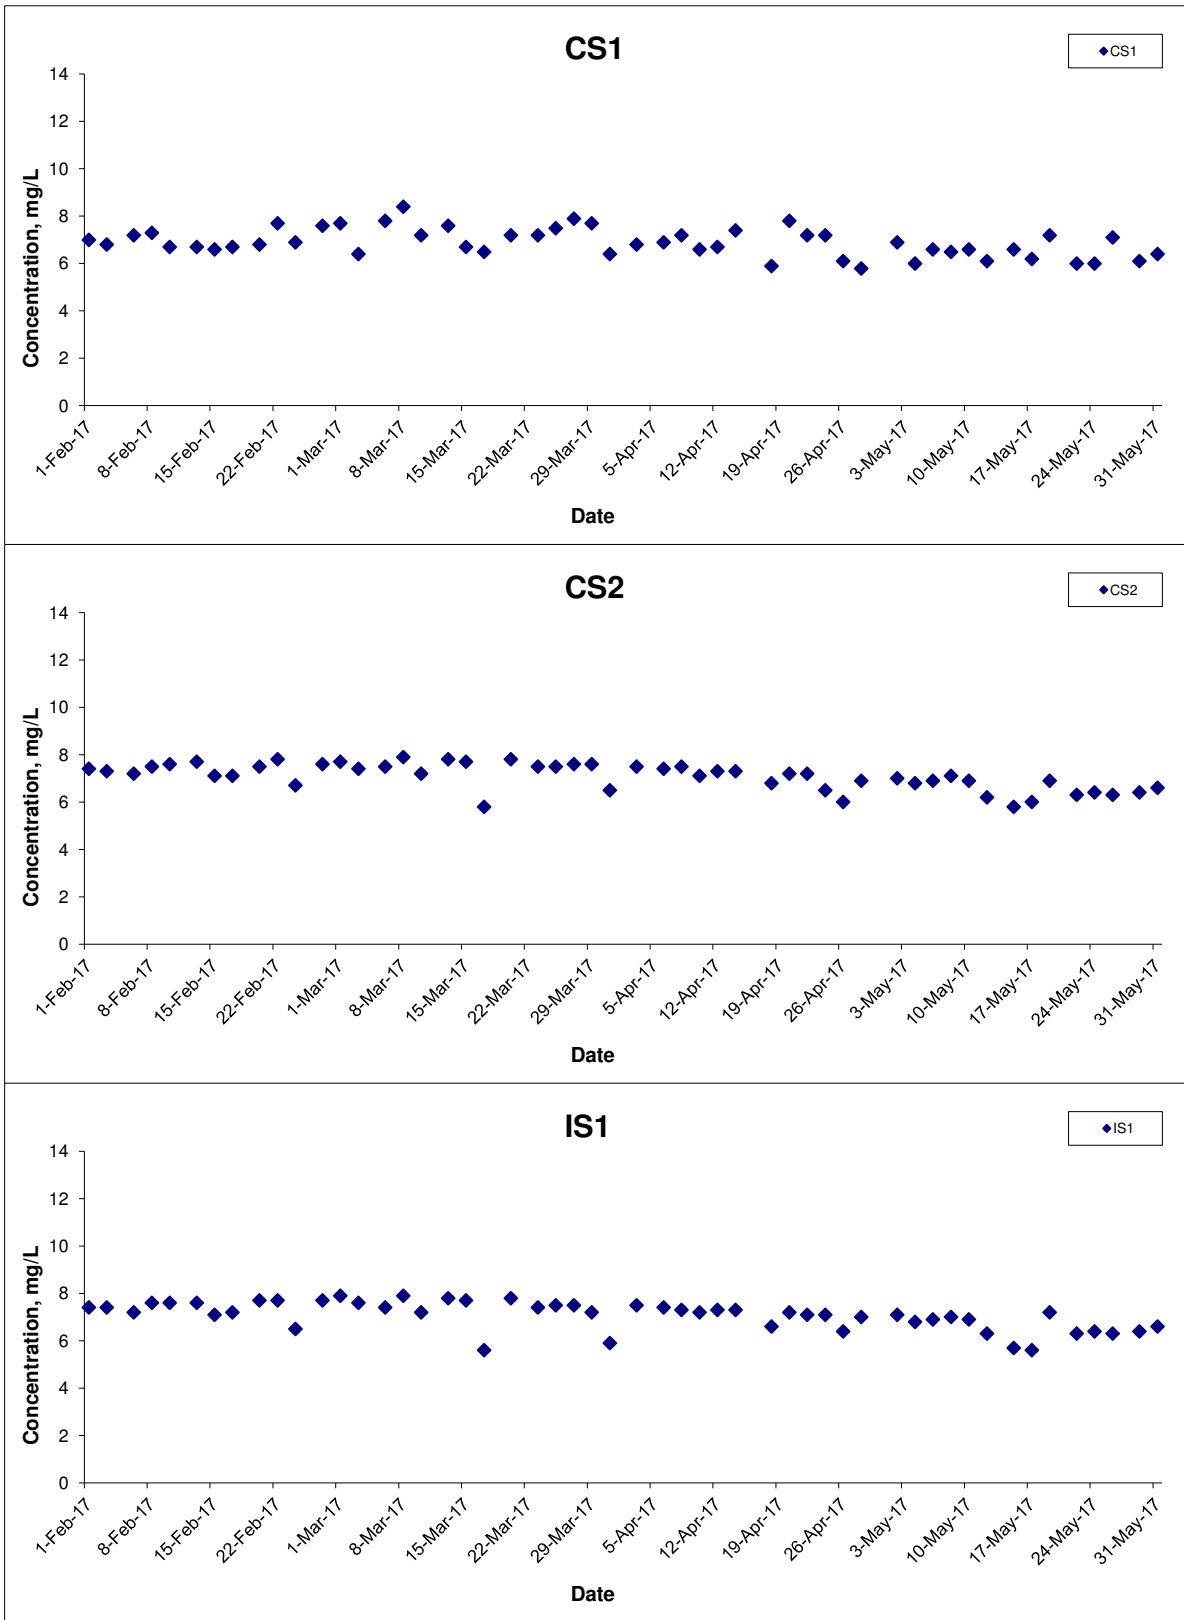 CS1
CS1
14
12
10
8
6
4
2
0
Concentration, mg/L
1-Feb-17
8-Feb-17
15-Feb-17
22-Feb-17
1-Mar-17
8-Mar-17
15-Mar-17
22-Mar-17
29-Mar-17
5-Apr-17
12-Apr-17
19-Apr-17
26-Apr-17
3-May-17
10-May-17
17-May-17
24-May-17
31-May-17
Date
CS2
CS2
14
12
10
8
6
4
2
0
Concentration, mg/L
1-Feb-17
8-Feb-17
15-Feb-17
22-Feb-17
1-Mar-17
8-Mar-17
15-Mar-17
22-Mar-17
29-Mar-17
5-Apr-17
12-Apr-17
19-Apr-17
26-Apr-17
3-May-17
10-May-17
17-May-17
24-May-17
31-May-17
Date
IS1
IS1
14
12
10
8
6
4
2
0
Concentration, mg/L
1-Feb-17
8-Feb-17
15-Feb-17
22-Feb-17
1-Mar-17
8-Mar-17
15-Mar-17
22-Mar-17
29-Mar-17
5-Apr-17
12-Apr-17
19-Apr-17
26-Apr-17
3-May-17
10-May-17
17-May-17
24-May-17
31-May-17
Date